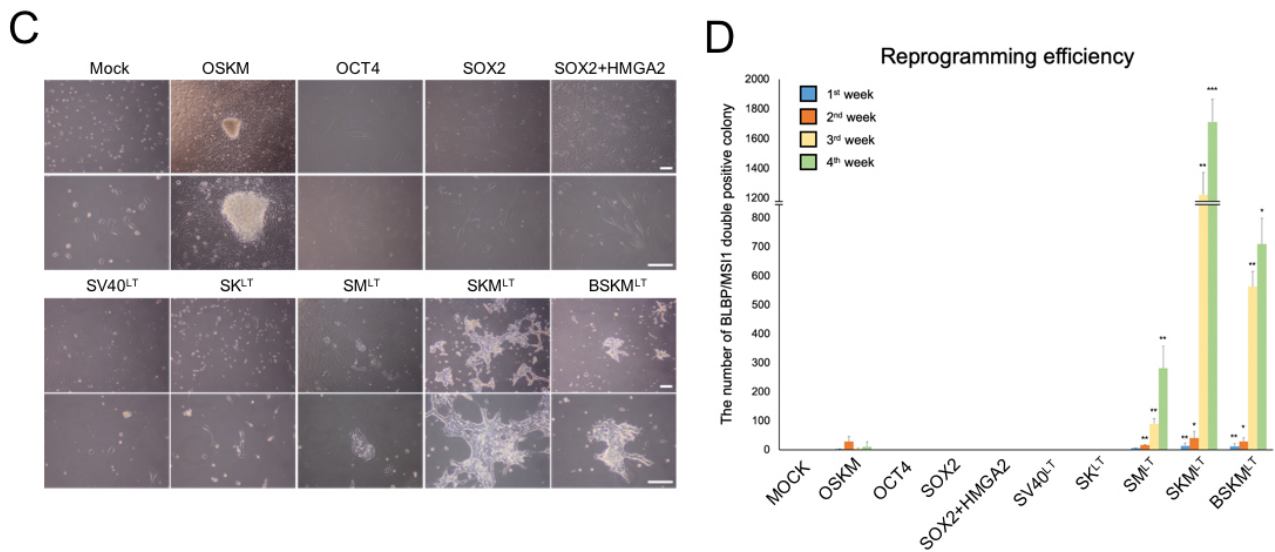 C
Mock OSKM OCT4 SOX2 SOX2+HMGA2
SV40ᴸᵀ SKᴸᵀ SMᴸᵀ SKMᴸᵀ BSKMᴸᵀ
D
Reprogramming efficiency
The number of BLBP/MSI1 double positive colony
2000
1800
1600
1400
1200
800
700
600
500
400
300
200
100
0
1ˢᵗ week
2ⁿᵈ week
3ʳᵈ week
4ᵗʰ week
** ** **
** * ** ***
** * ** *
MOCK OSKM OCT4 SOX2 SOX2+HMGA2 SV40ᴸᵀ SKᴸᵀ SMᴸᵀ SKMᴸᵀ BSKMᴸᵀ